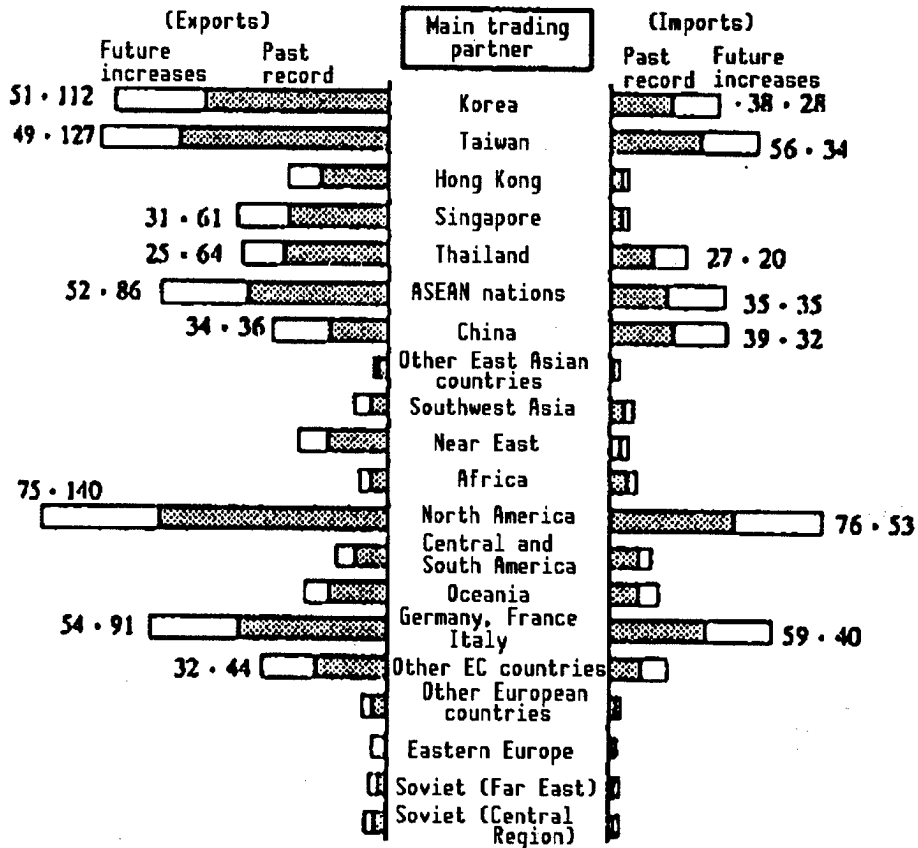 (Exports)
Main trading
partner
(Imports)
Future
increases
Past
record
Past
record
Future
increases
51 · 112
Korea
· 38 · 28
49 · 127
Taiwan
56 · 34
Hong Kong
31 · 61
Singapore
25 · 64
Thailand
27 · 20
52 · 86
ASEAN nations
35 · 35
34 · 36
China
39 · 32
Other East Asian
countries
Southwest Asia
Near East
Africa
75 · 140
North America
76 · 53
Central and
South America
Oceania
54 · 91
Germany, France
Italy
59 · 40
32 · 44
Other EC countries
Other European
countries
Eastern Europe
Soviet (Far East)
Soviet (Central
Region)